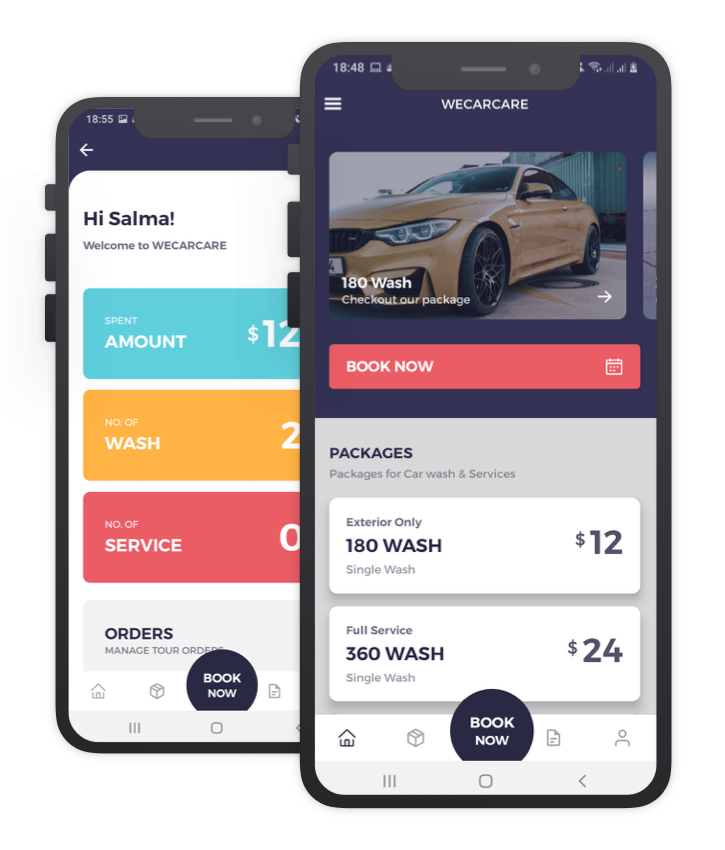 18:55
Hi Salma!
Welcome to WECARCARE
SPENT
AMOUNT
$12
NO. OF
WASH
2
NO. OF
SERVICE
0
ORDERS
MANAGE TOUR ORDERS
BOOK
NOW
18:48
WECARCARE
180 Wash
Checkout our package
BOOK NOW
PACKAGES
Packages for Car wash & Services
Exterior Only
180 WASH
$12
Single Wash
Full Service
360 WASH
$24
Single Wash
BOOK
NOW